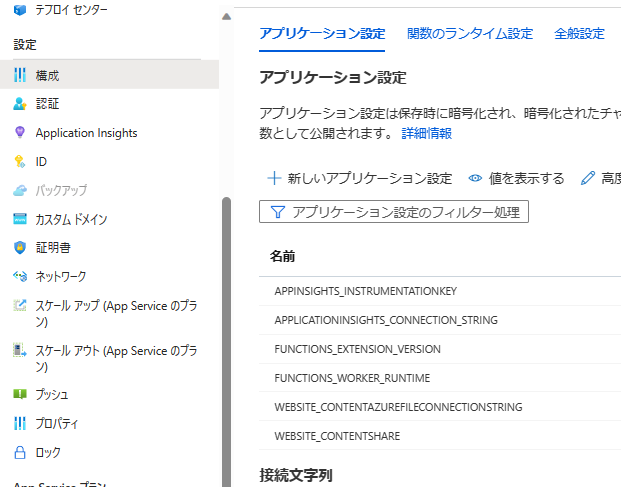 デプロイ センター
設定
構成
認証
Application Insights
ID
バックアップ
カスタム ドメイン
証明書
ネットワーク
スケール アップ (App Service のプラ
ン)
スケール アウト (App Service のプラ
ン)
プッシュ
プロパティ
ロック
App Service プラン
アプリケーション設定
関数のランタイム設定
全般設定
アプリケーション設定
アプリケーション設定は保存時に暗号化され、暗号化されたチャ
数として公開されます。 詳細情報
新しいアプリケーション設定
値を表示する
高度
アプリケーション設定のフィルター処理
名前
APPINSIGHTS_INSTRUMENTATIONKEY
APPLICATIONINSIGHTS_CONNECTION_STRING
FUNCTIONS_EXTENSION_VERSION
FUNCTIONS_WORKER_RUNTIME
WEBSITE_CONTENTAZUREFILECONNECTIONSTRING
WEBSITE_CONTENTSHARE
接続文字列